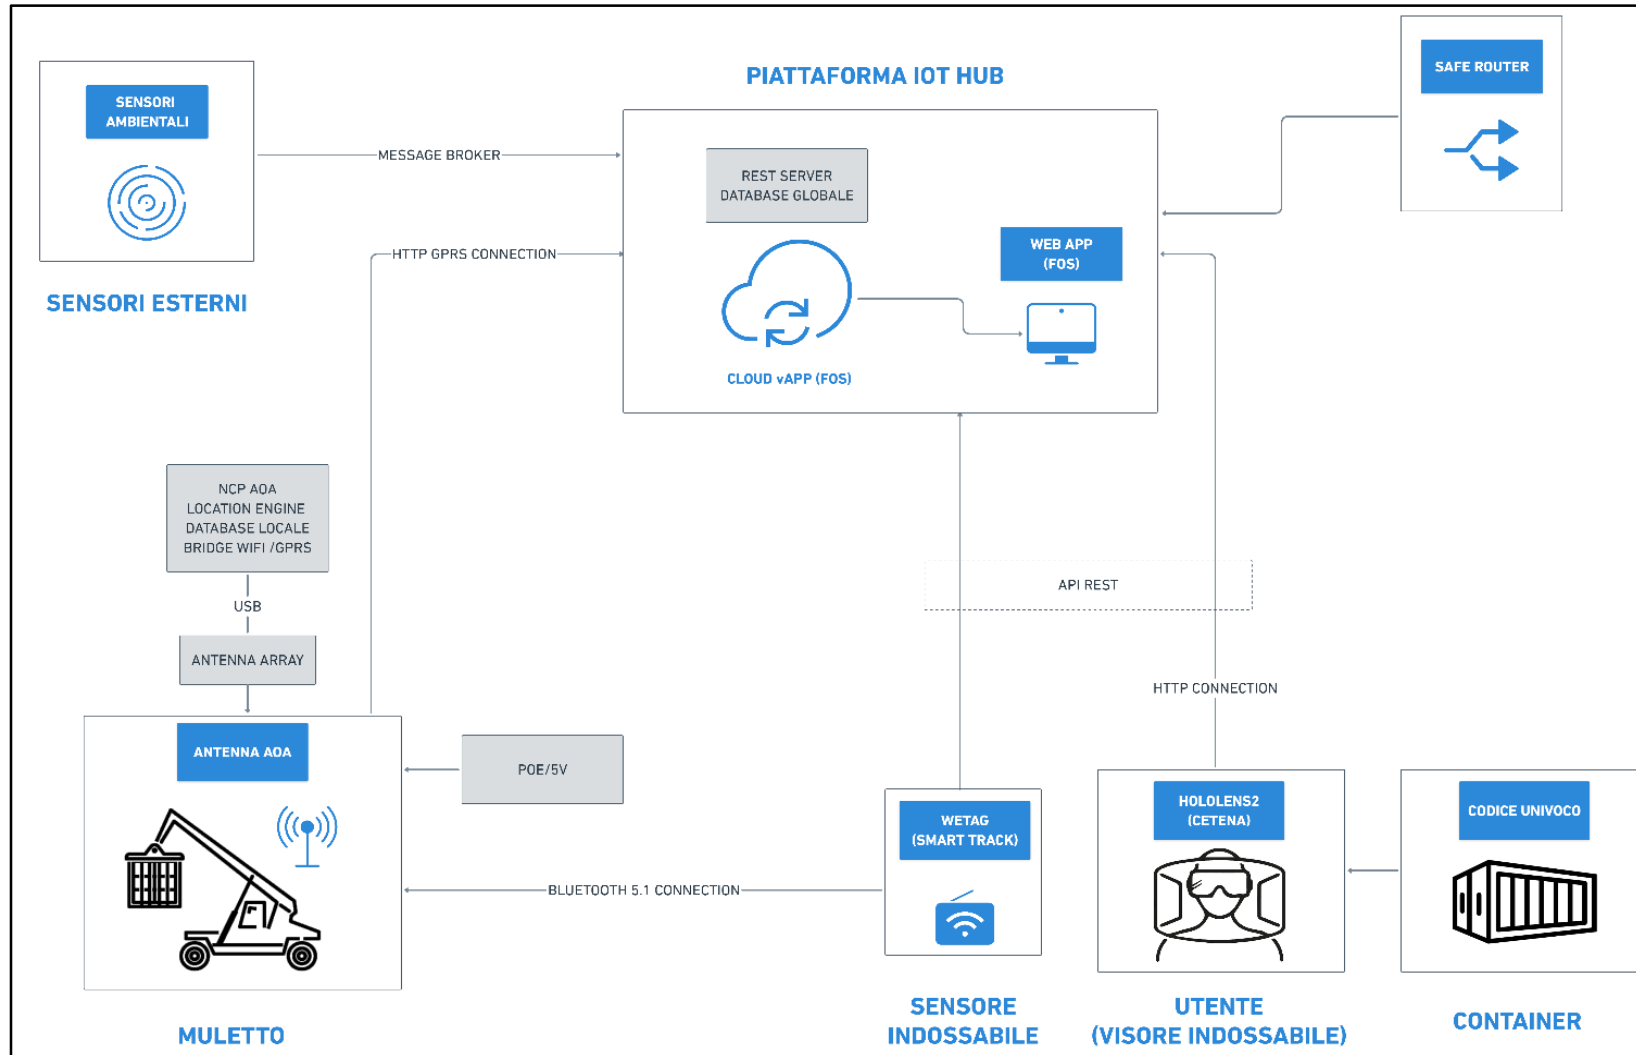 PIATTAFORMA IOT HUB
SAFE ROUTER
SENSORI
AMBIENTALI
MESSAGE BROKER
REST SERVER
DATABASE GLOBALE
HTTP GPRS CONNECTION
WEB APP
(FOS)
SENSORI ESTERNI
CLOUD vAPP (FOS)
NCP AOA
LOCATION ENGINE
DATABASE LOCALE
BRIDGE WIFI /GPRS
USB
API REST
ANTENNA ARRAY
HTTP CONNECTION
ANTENNA AOA
POE/5V
WETAG
(SMART TRACK)
HOLOLENS2
(CETENA)
CODICE UNIVOCO
BLUETOOTH 5.1 CONNECTION
MULETTO
SENSORE
INDOSSABILE
UTENTE
(VISORE INDOSSABILE)
CONTAINER